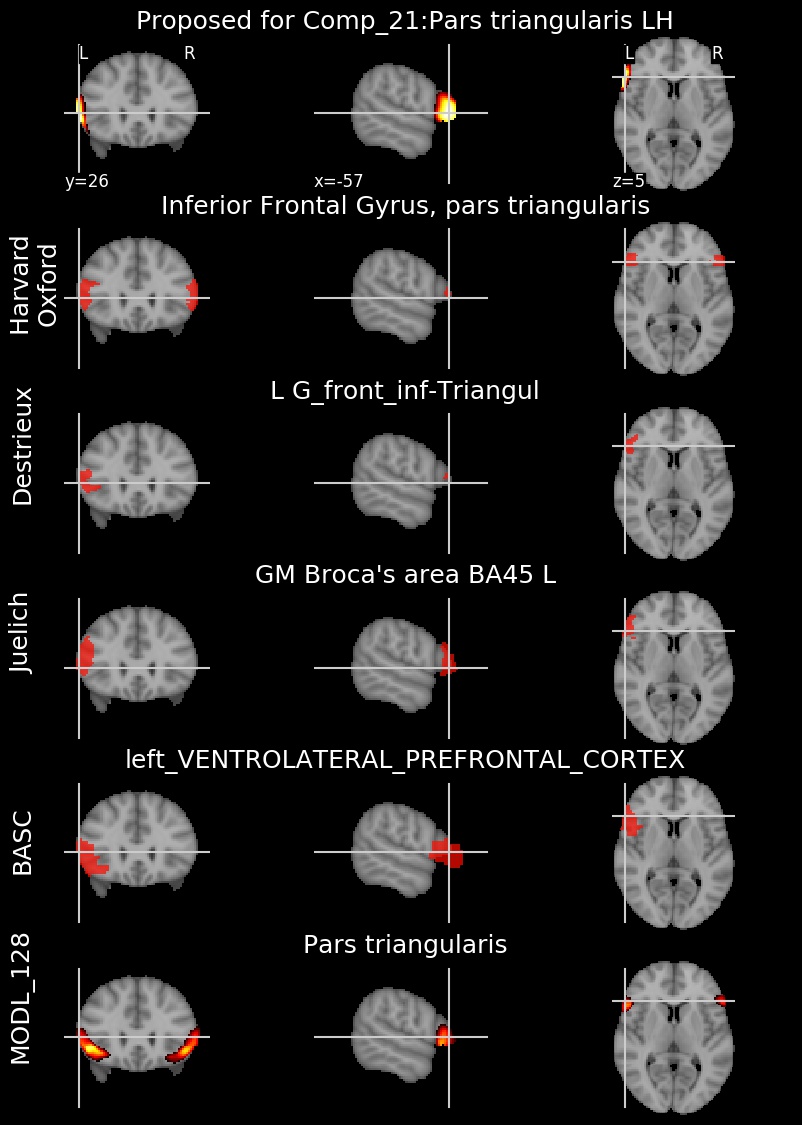 Proposed for Comp_21:Pars triangularis LH
L R L R
y=26 x=-57 z=5
Inferior Frontal Gyrus, pars triangularis
Harvard
Oxford
L G_front_inf-Triangul
Destrieux
GM Broca's area BA45 L
Juelich
left_VENTROLATERAL_PREFRONTAL_CORTEX
BASC
Pars triangularis
MODL_128